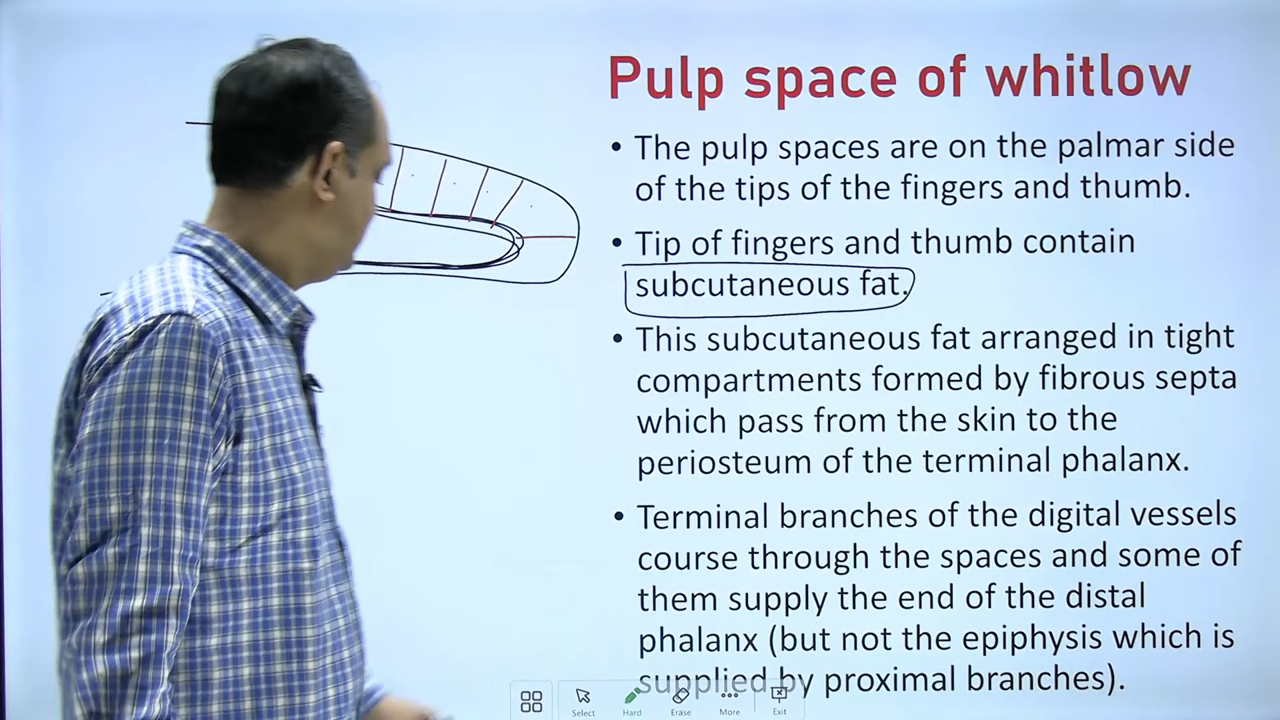 Pulp space of whitlow
• The pulp spaces are on the palmar side
of the tips of the fingers and thumb.
• Tip of fingers and thumb contain
subcutaneous fat.
• This subcutaneous fat arranged in tight
compartments formed by fibrous septa
which pass from the skin to the
periosteum of the terminal phalanx.
• Terminal branches of the digital vessels
course through the spaces and some of
them supply the end of the distal
phalanx (but not the epiphysis which is
supplied by proximal branches).
Select Hard Erase More Exit